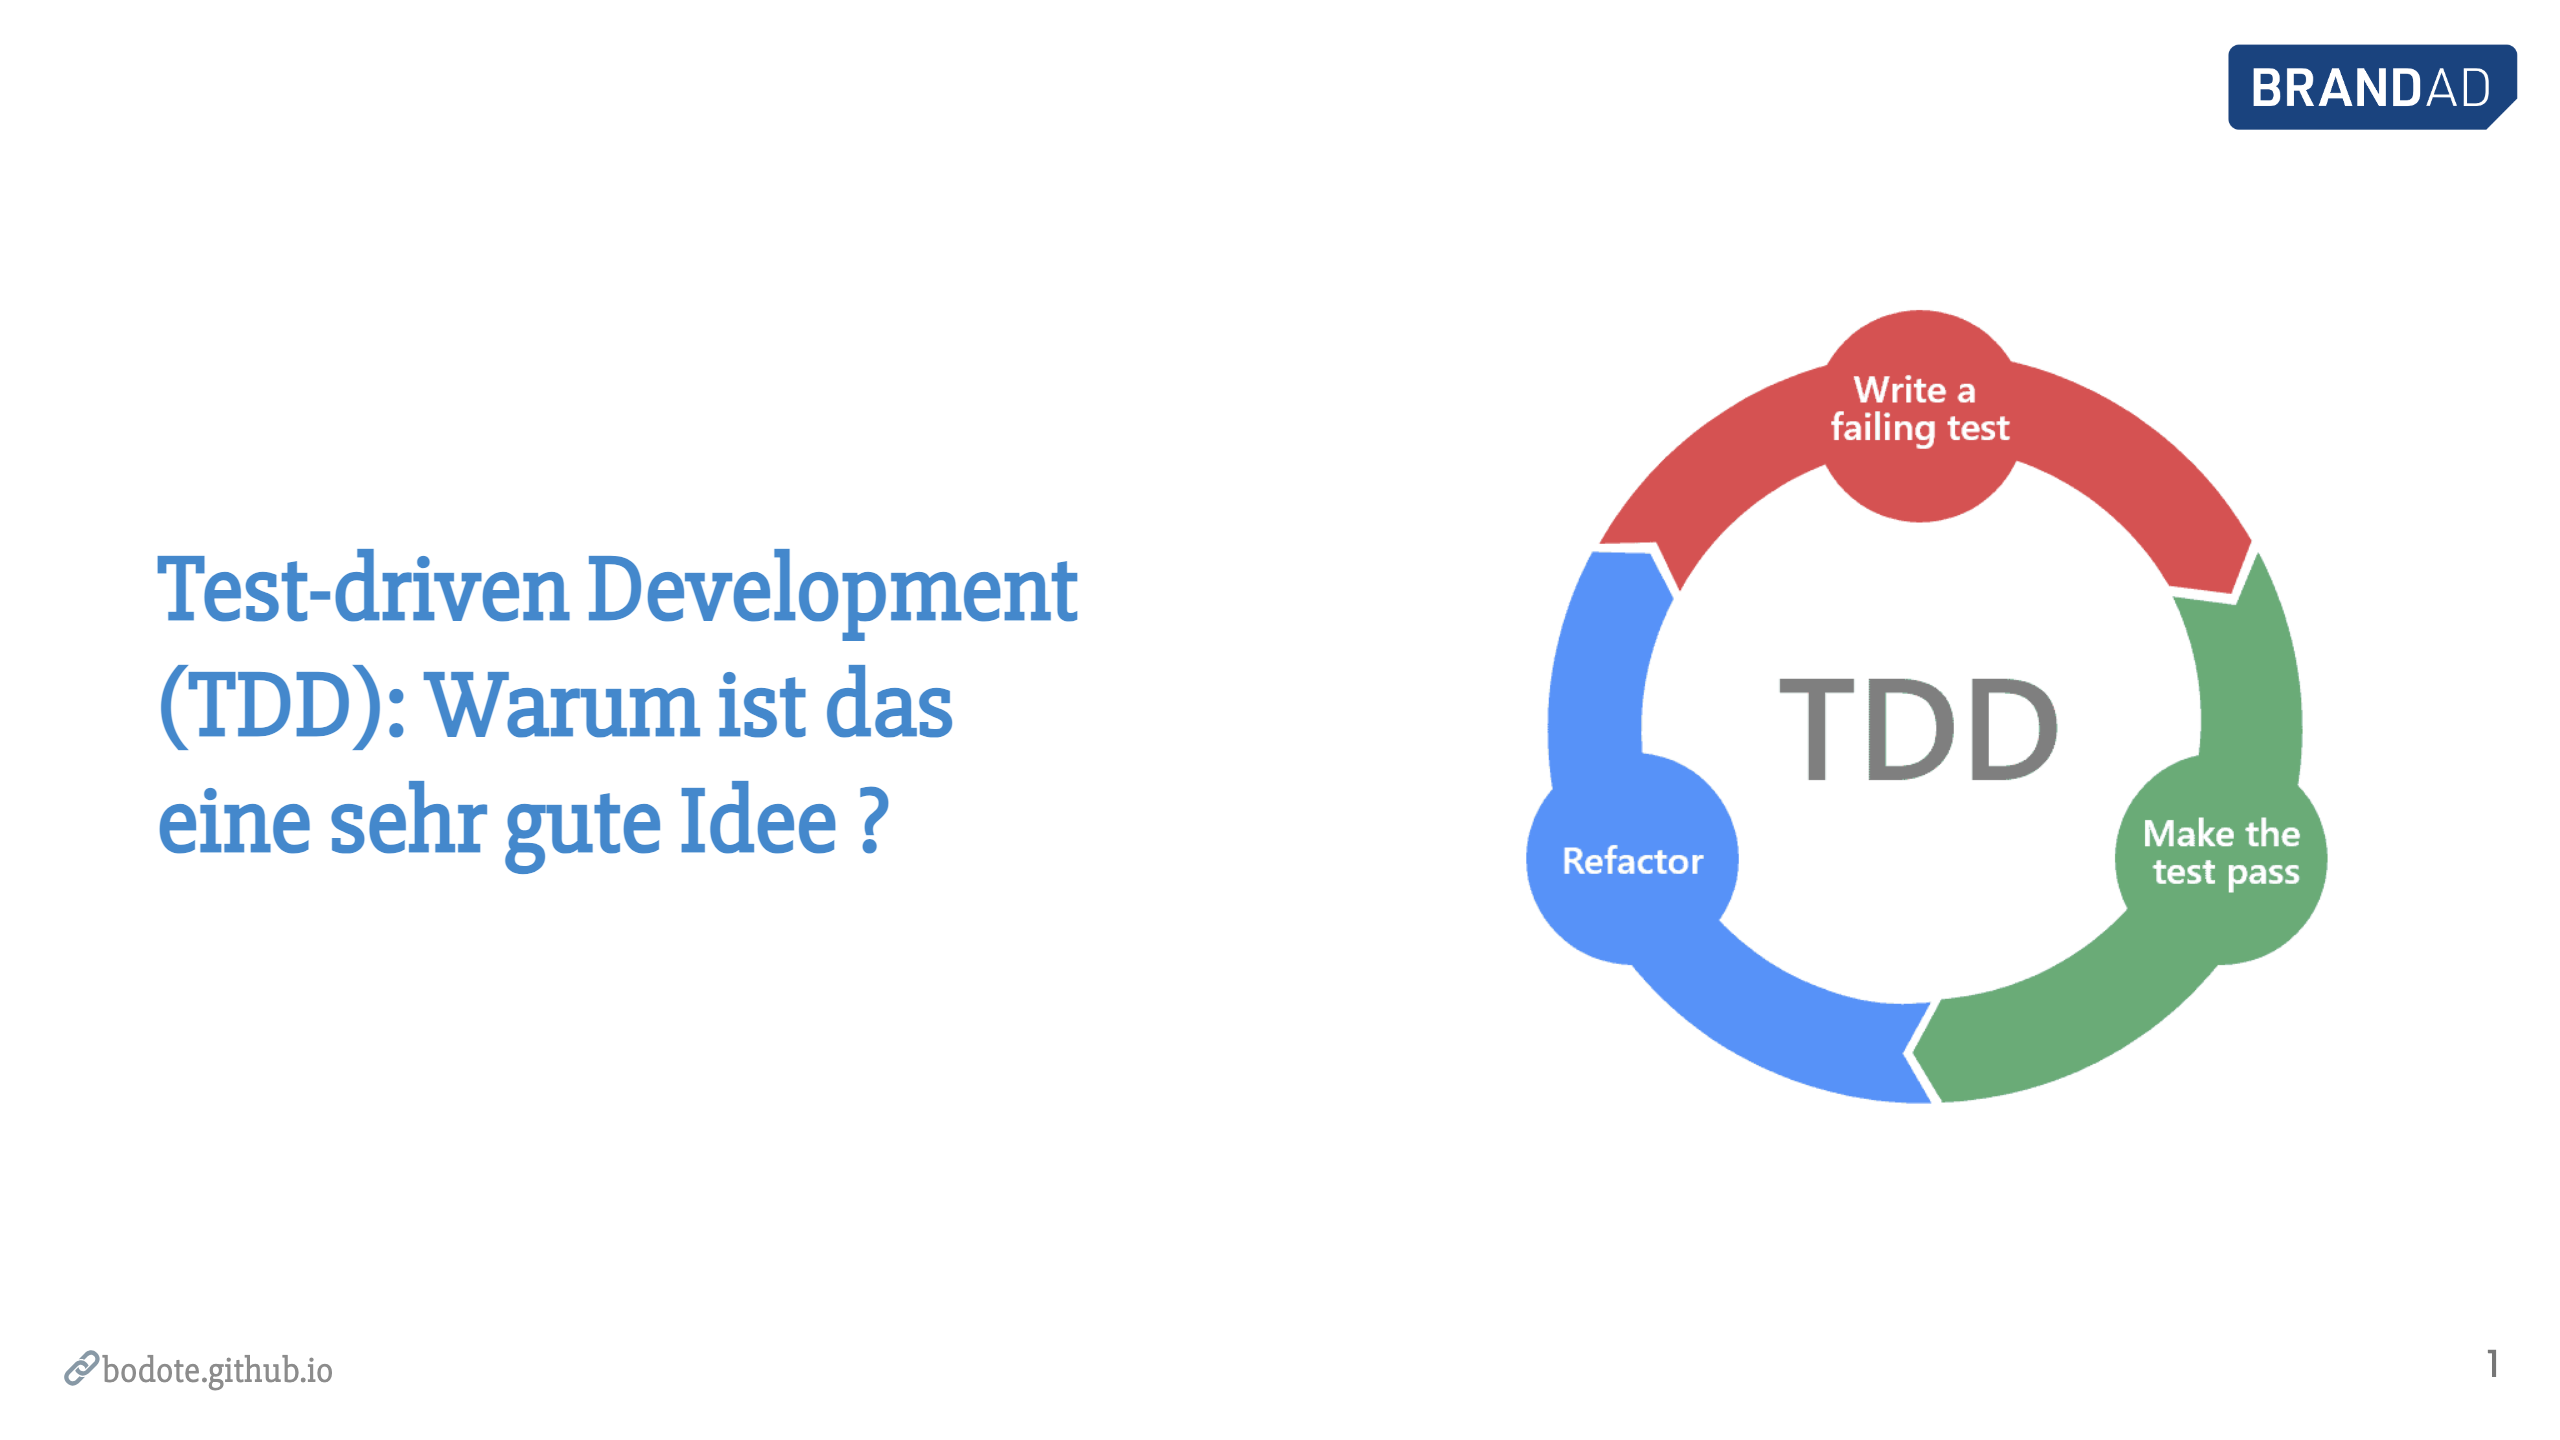 BRANDAD
Test-driven Development
(TDD): Warum ist das
eine sehr gute Idee ?
Write a
failing test
TDD
Make the
test pass
Refactor
bodote.github.io
1